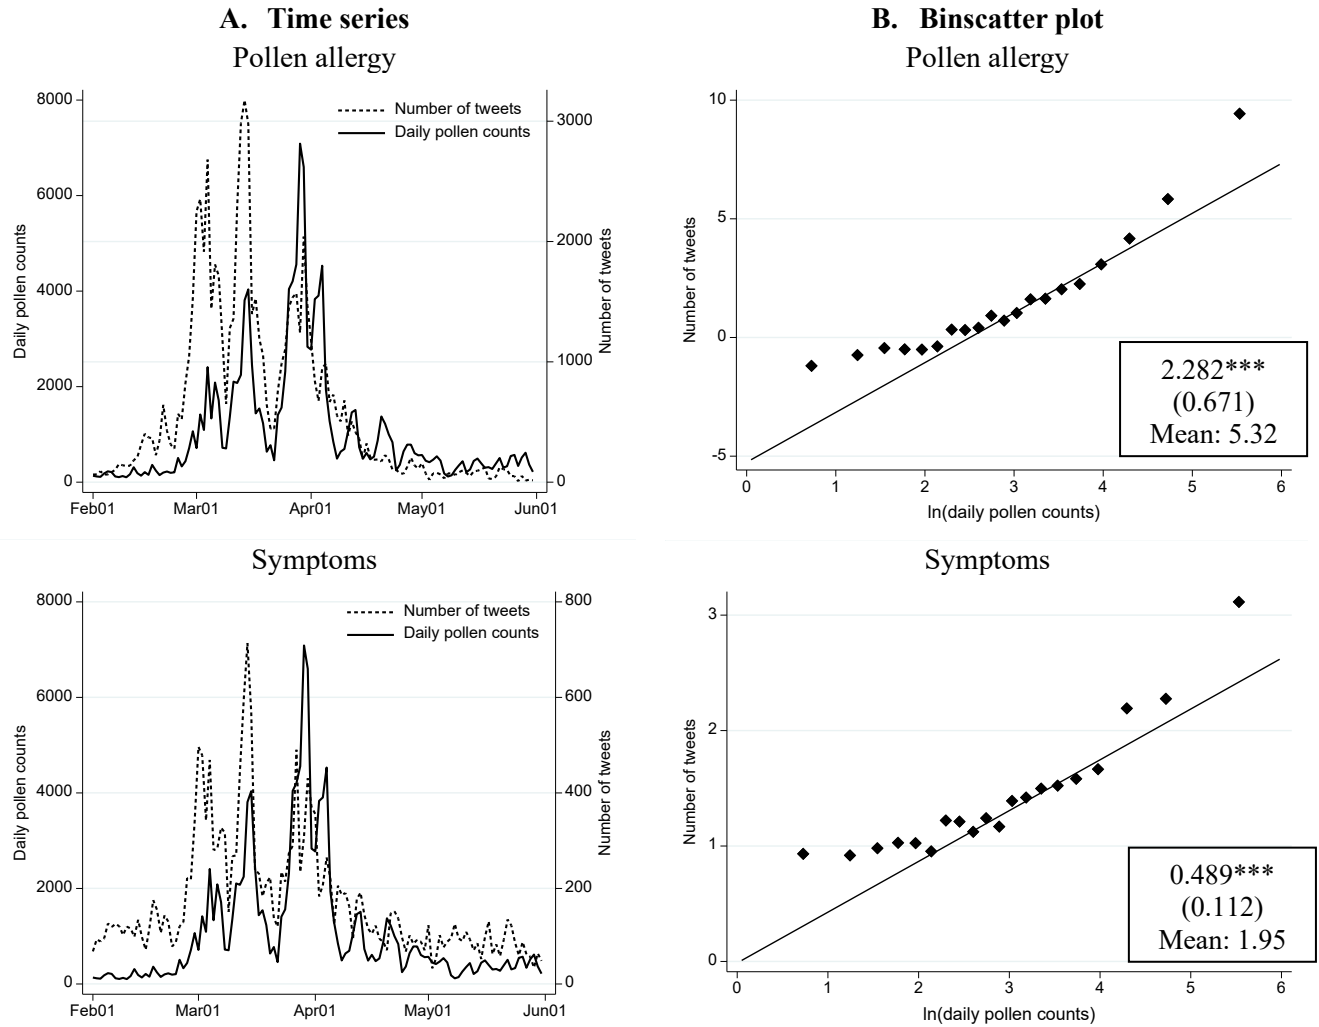 A. Time series
Pollen allergy
Number of tweets
Daily pollen counts
8000
6000
4000
2000
0
3000
2000
1000
0
Daily pollen counts
Number of tweets
Feb01 Mar01 Apr01 May01 Jun01
B. Binscatter plot
Pollen allergy
10
5
0
-5
Number of tweets
2.282***
(0.671)
Mean: 5.32
0 1 2 3 4 5 6
ln(daily pollen counts)
Symptoms
Number of tweets
Daily pollen counts
8000
6000
4000
2000
0
800
600
400
200
0
Daily pollen counts
Number of tweets
Feb01 Mar01 Apr01 May01 Jun01
Symptoms
3
2
1
0
Number of tweets
0.489***
(0.112)
Mean: 1.95
0 1 2 3 4 5 6
ln(daily pollen counts)